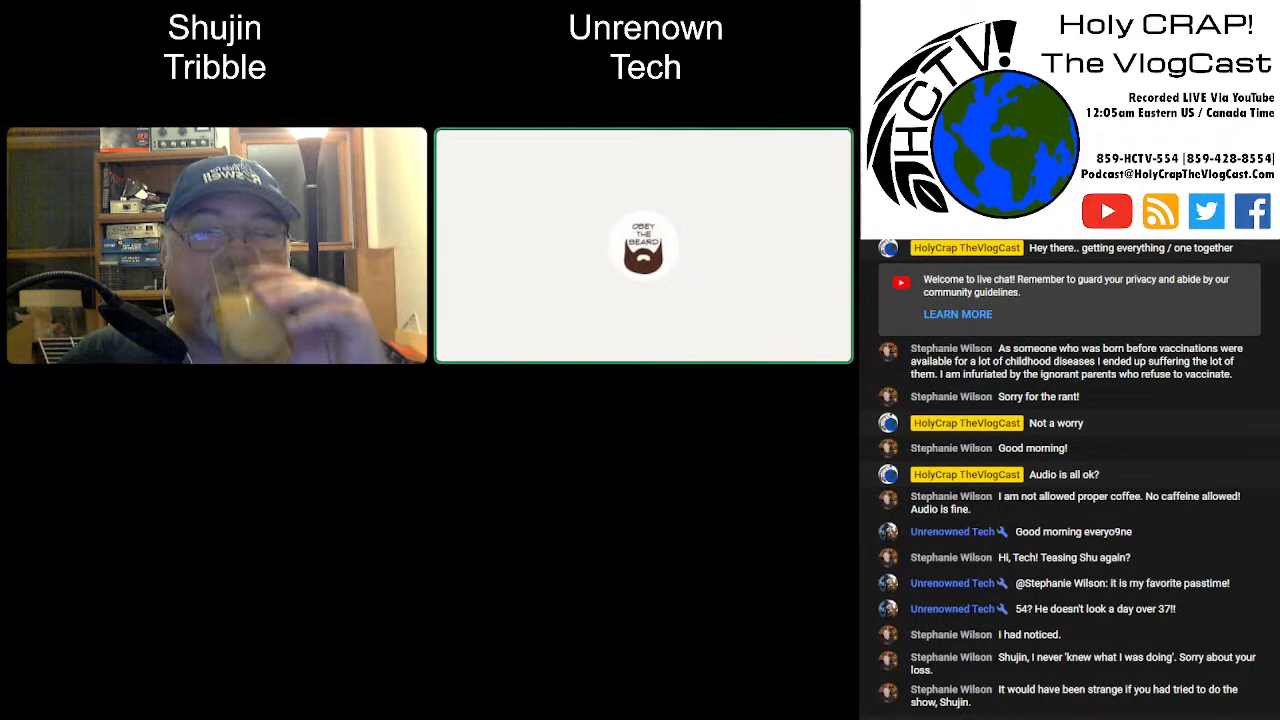 Shujin
Tribble
Unrenown
Tech
OBEY
THE
BEARD
HCTV!
Holy CRAP!
The VlogCast
Recorded LIVE Via YouTube
12:05am Eastern US / Canada Time
859-HCTV-554 [859-428-8554]
Podcast@HolyCrapTheVlogCast.Com
HolyCrap TheVlogCast Hey there.. getting everything / one together
Welcome to live chat! Remember to guard your privacy and abide by our
community guidelines.
LEARN MORE
Stephanie Wilson As someone who was born before vaccinations were
available for a lot of childhood diseases I ended up suffering the lot of
them. I am infuriated by the ignorant parents who refuse to vaccinate.
Stephanie Wilson Sorry for the rant!
HolyCrap TheVlogCast Not a worry
Stephanie Wilson Good morning!
HolyCrap TheVlogCast Audio is all ok?
Stephanie Wilson I am not allowed proper coffee. No caffeine allowed!
Audio is fine.
Unrenowned Tech Good morning everyo9ne
Stephanie Wilson Hi, Tech! Teasing Shu again?
Unrenowned Tech @Stephanie Wilson: it is my favorite passtime!
Unrenowned Tech 54? He doesn't look a day over 37!!
Stephanie Wilson I had noticed.
Stephanie Wilson Shujin, I never 'knew what I was doing'. Sorry about your
loss.
Stephanie Wilson It would have been strange if you had tried to do the
show, Shujin.